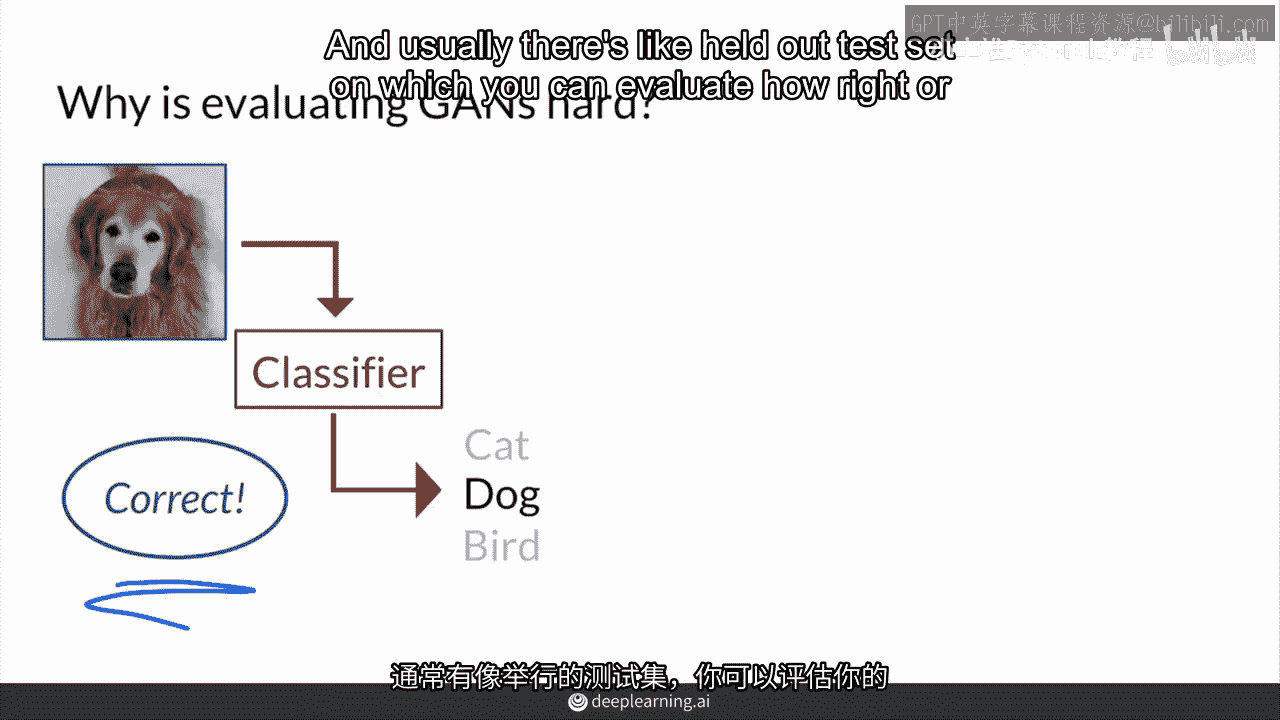 GPT中英字幕课程资源@bilibili.com
And usually there's like held out test set
on which you can evaluate how right or
Why is evaluating GANs hard?
Classifier
Cat
Correct!
Dog
Bird
通常有像举行的测试集，你可以评估你的
deeplearning.ai